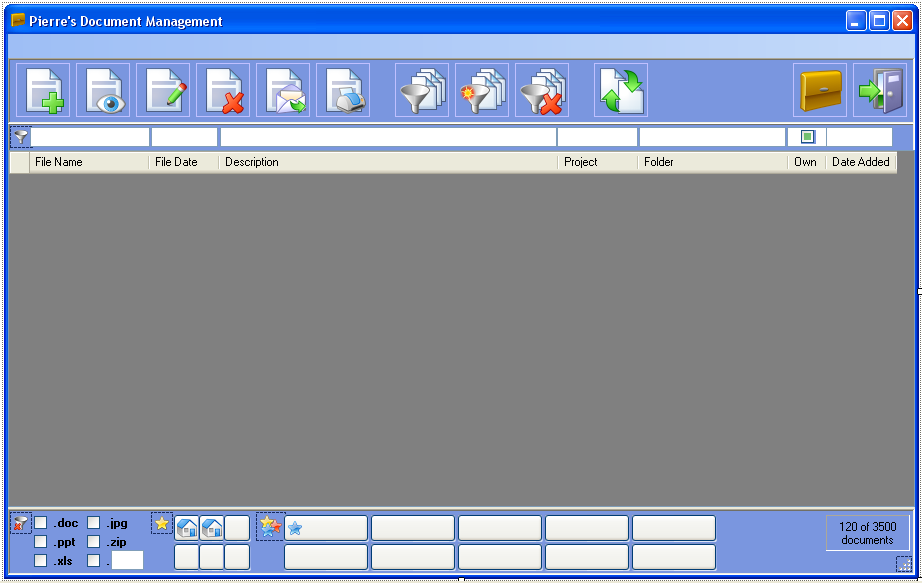 Pierre's Document Management
File Name File Date Description Project Folder Own Date Added
.doc .jpg
.ppt .zip
.xls .
120 of 3500
documents